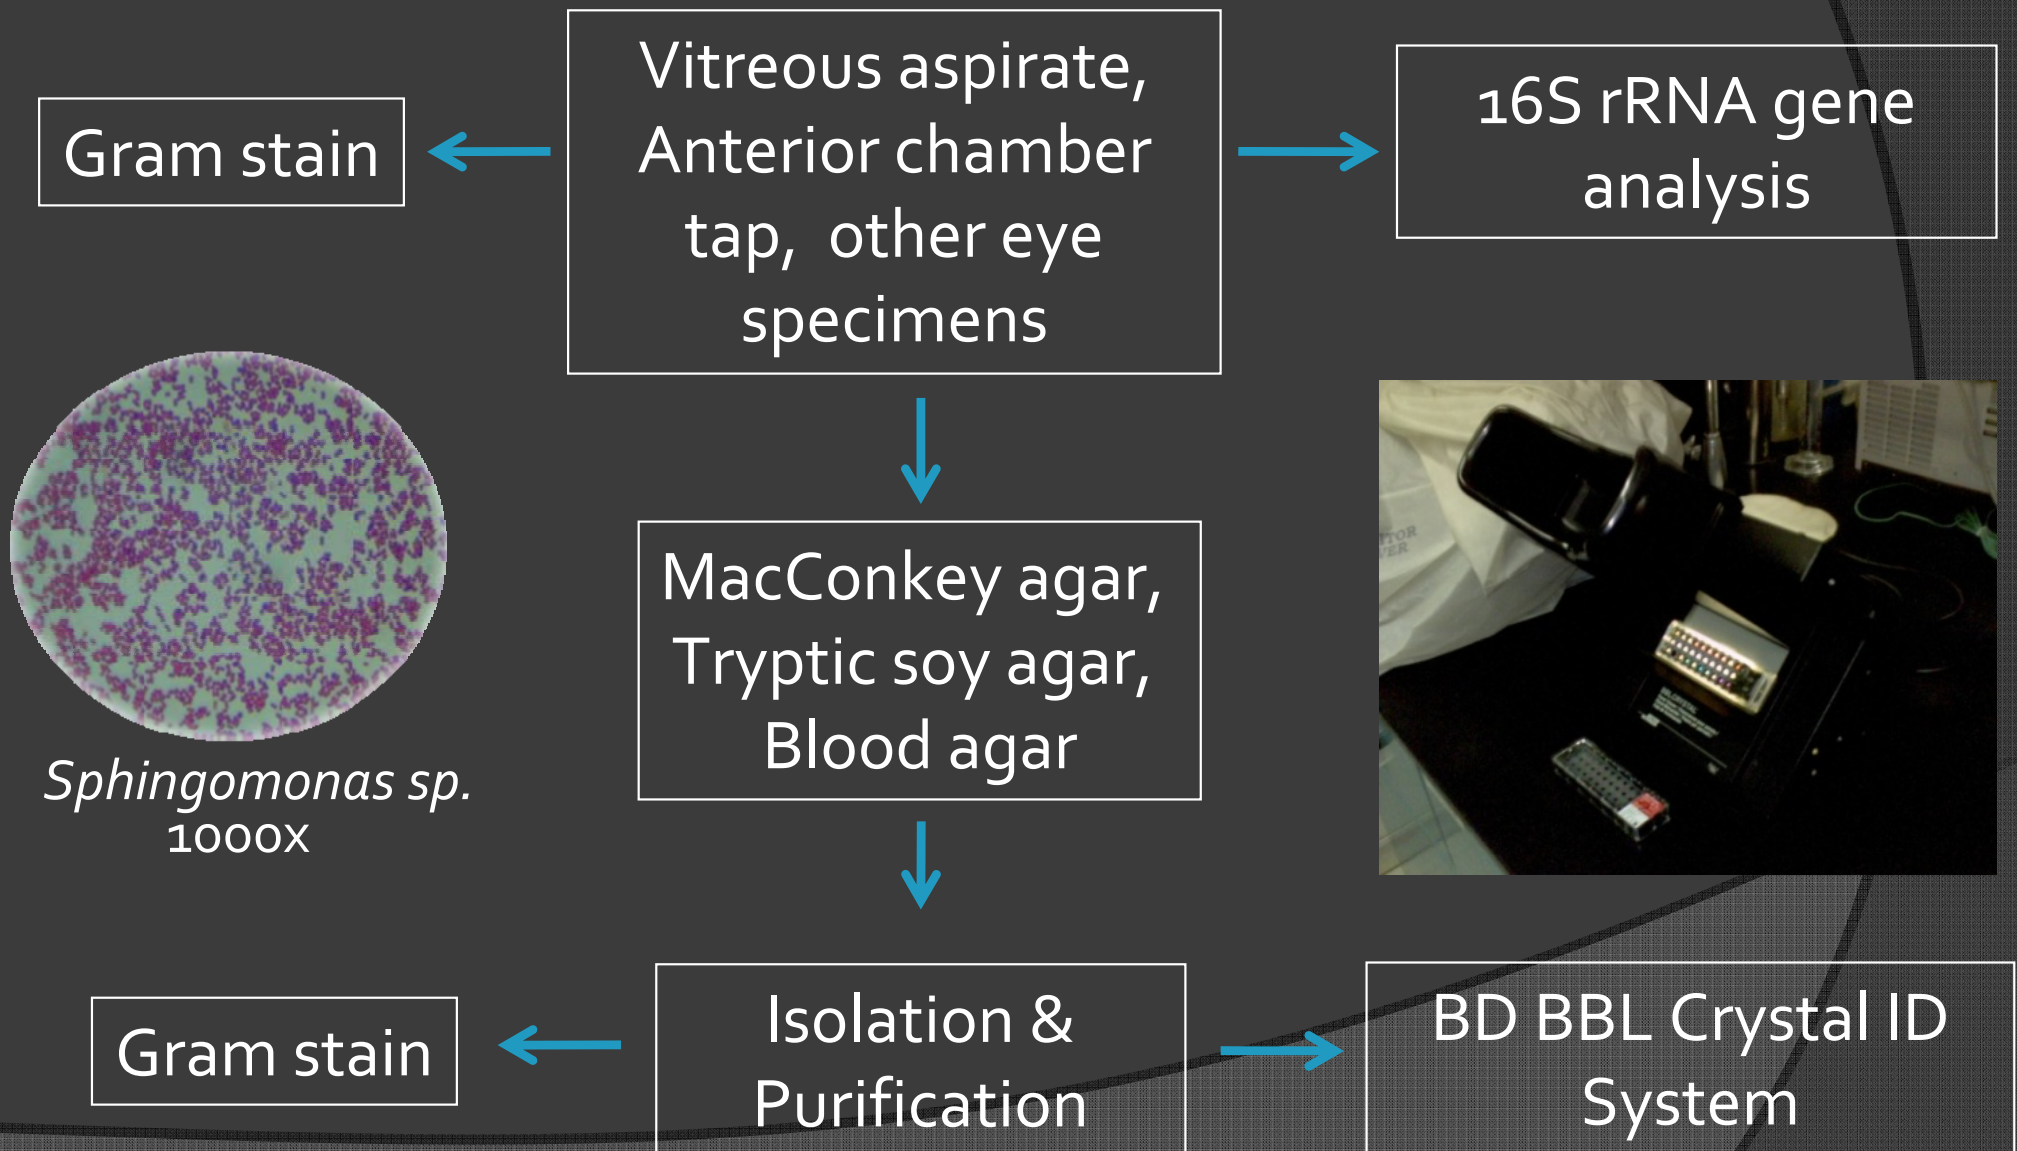 Gram stain
Vitreous aspirate,
Anterior chamber
tap, other eye
specimens
16S rRNA gene
analysis
Sphingomonas sp.
1000x
MacConkey agar,
Tryptic soy agar,
Blood agar
Gram stain
Isolation &
Purification
BD BBL Crystal ID
System